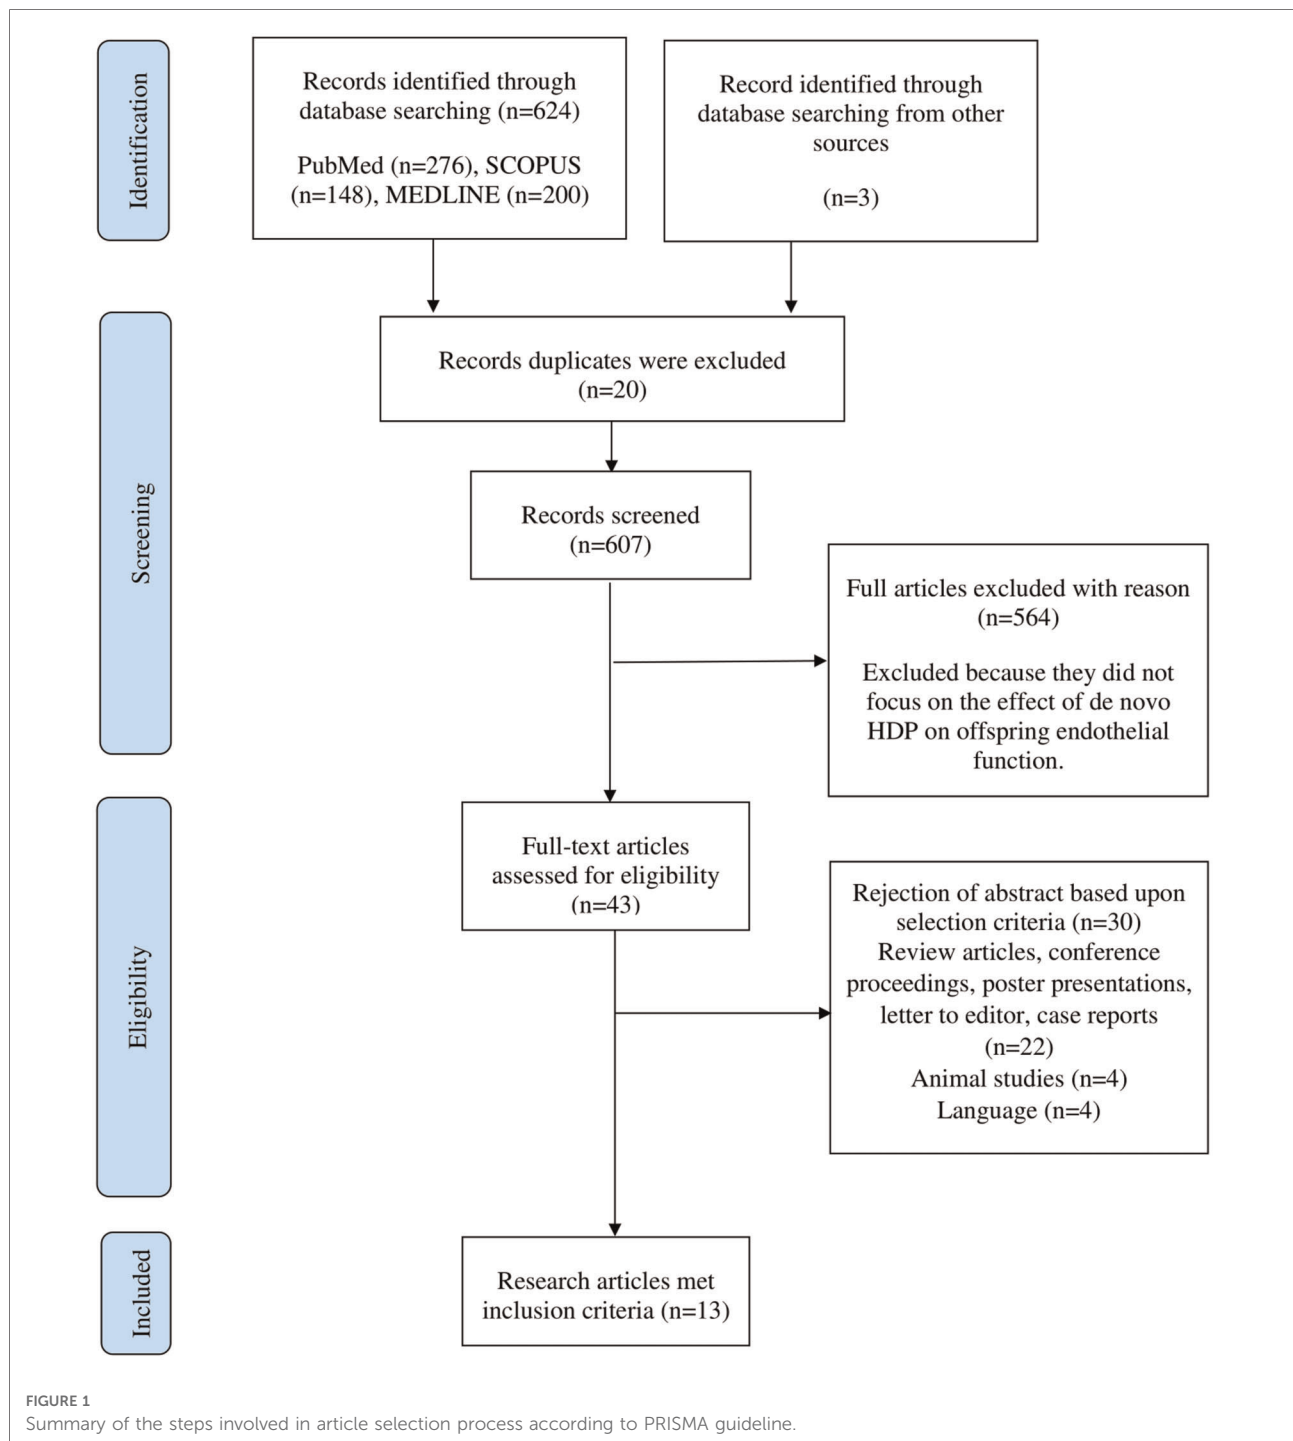 Identification
Records identified through
database searching (n=624)
PubMed (n=276), SCOPUS
(n=148), MEDLINE (n=200)
Record identified through
database searching from other
sources
(n=3)
Screening
Records duplicates were excluded
(n=20)
Records screened
(n=607)
Full articles excluded with reason
(n=564)
Excluded because they did not
focus on the effect of de novo
HDP on offspring endothelial
function.
Eligibility
Full-text articles
assessed for eligibility
(n=43)
Rejection of abstract based upon
selection criteria (n=30)
Review articles, conference
proceedings, poster presentations,
letter to editor, case reports
(n=22)
Animal studies (n=4)
Language (n=4)
Included
Research articles met
inclusion criteria (n=13)
FIGURE 1
Summary of the steps involved in article selection process according to PRISMA guideline.